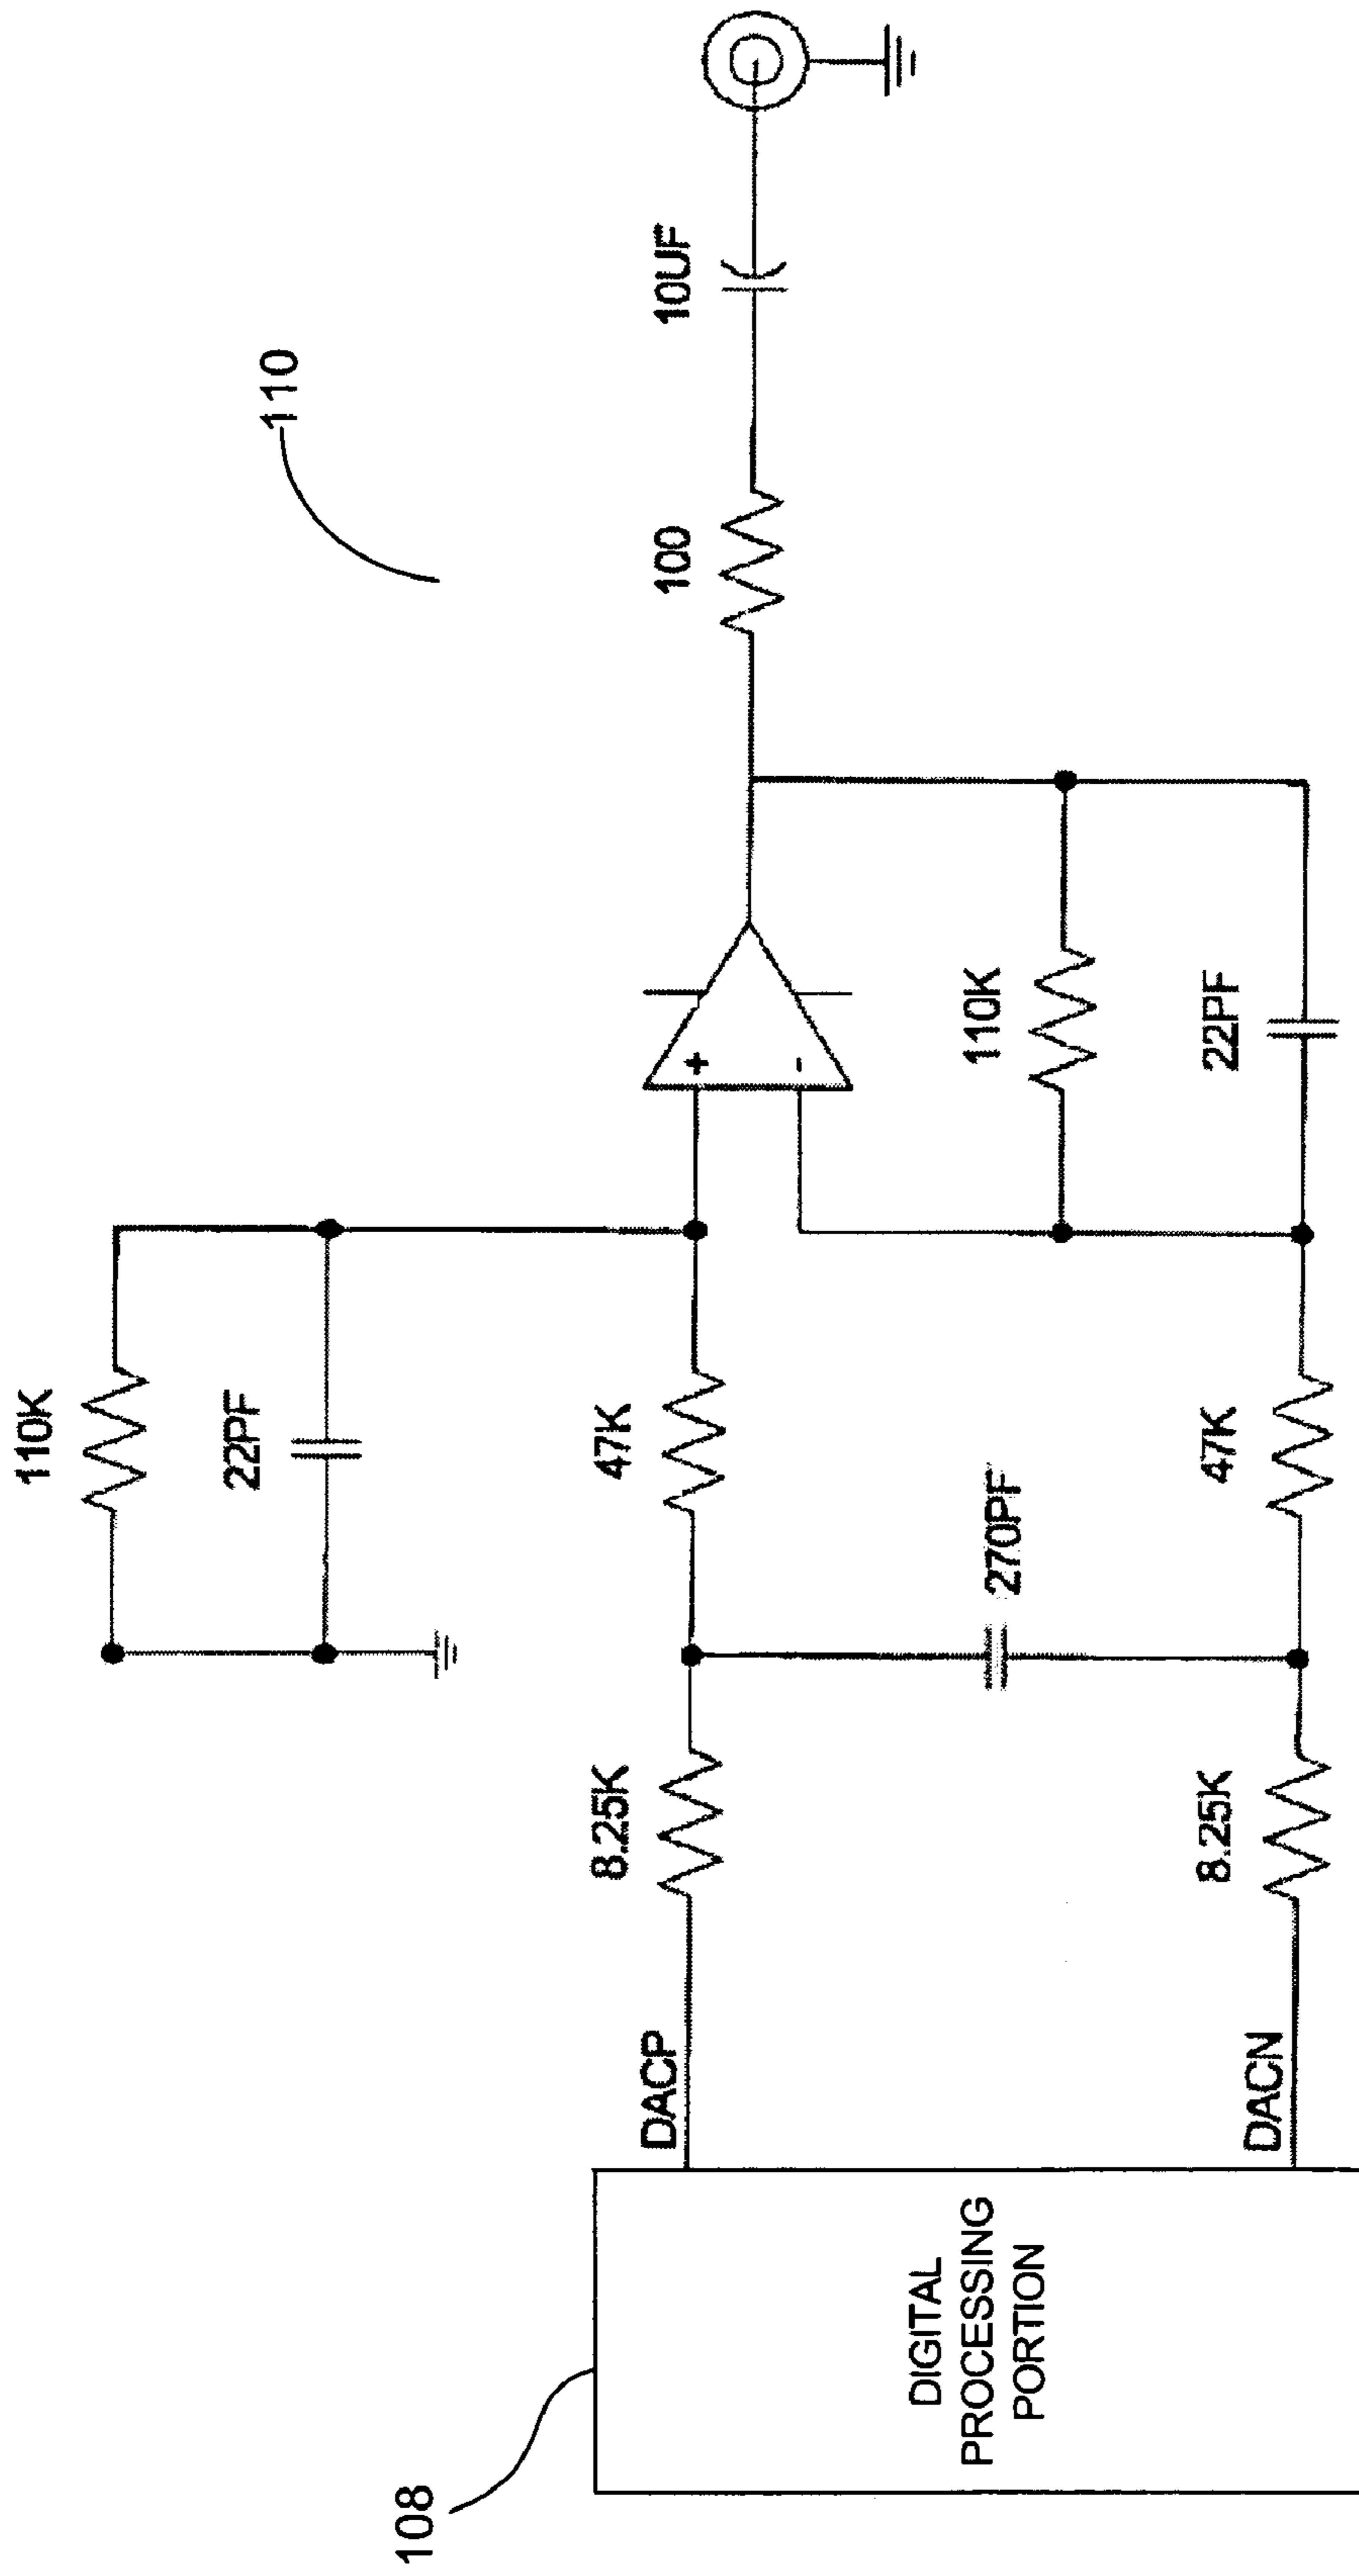 110
10UF
100
110K
22PF
+
-
110K
22PF
47K
47K
270PF
8.25K
8.25K
DACP
DACN
DIGITAL
PROCESSING
PORTION
108